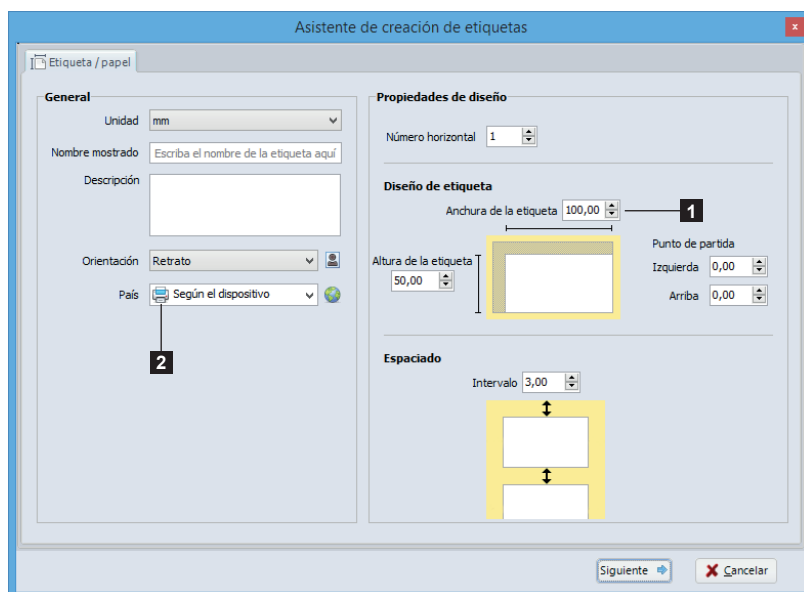 Asistente de creación de etiquetas
x
Etiqueta / papel
General
Unidad mm
Nombre mostrado Escriba el nombre de la etiqueta aquí
Descripción
Orientación Retrato
País Según el dispositivo
2
Propiedades de diseño
Número horizontal 1
Diseño de etiqueta
Anchura de la etiqueta 100,00 1
Altura de la etiqueta
50,00
Punto de partida
Izquierda 0,00
Arriba 0,00
Espaciado
Intervalo 3,00
Siguiente
Cancelar